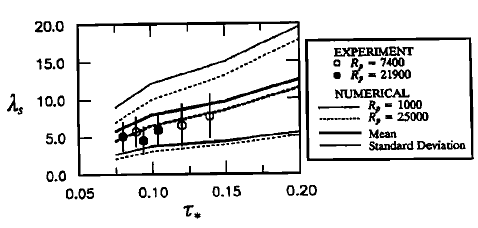 20.0
15.0
10.0
5.0
0.0
λs
0.05
0.10
0.15
0.20
τ*
EXPERIMENT
Rp = 7400
Rp = 21900
NUMERICAL
Rp = 1000
Rp = 25000
Mean
Standard Deviation